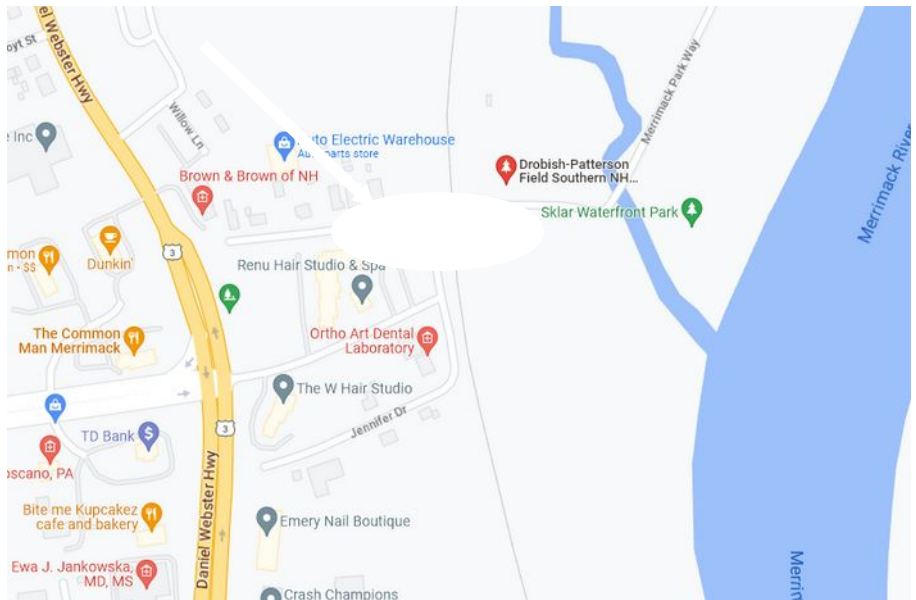 el Webster Hwy
oyt St
Willow Ln
e Inc
uto Electric Warehouse
Auto parts store
Brown & Brown of NH
Merrimack Park Way
Drobish-Patterson
Field Southern NH...
Sklar Waterfront Park
Merrimack River
3
mon
n • $$
Dunkin'
Renu Hair Studio & Spa
The Common
Man Merrimack
Ortho Art Dental
Laboratory
The W Hair Studio
Jennifer Dr
3
TD Bank
$
oscano, PA
Daniel Webster Hwy
Bite me Kupcakez
cafe and bakery
Emery Nail Boutique
Ewa J. Jankowska,
MD, MS
Crash Champions
Merrim